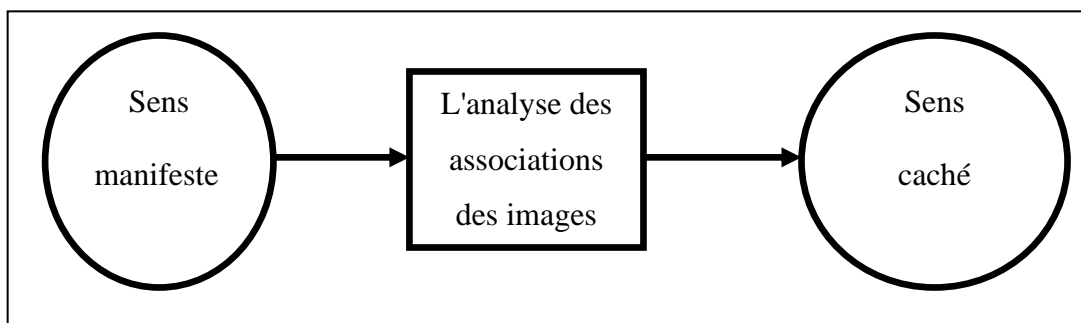 Sens
manifeste
L'analyse des
associations
des images
Sens
caché